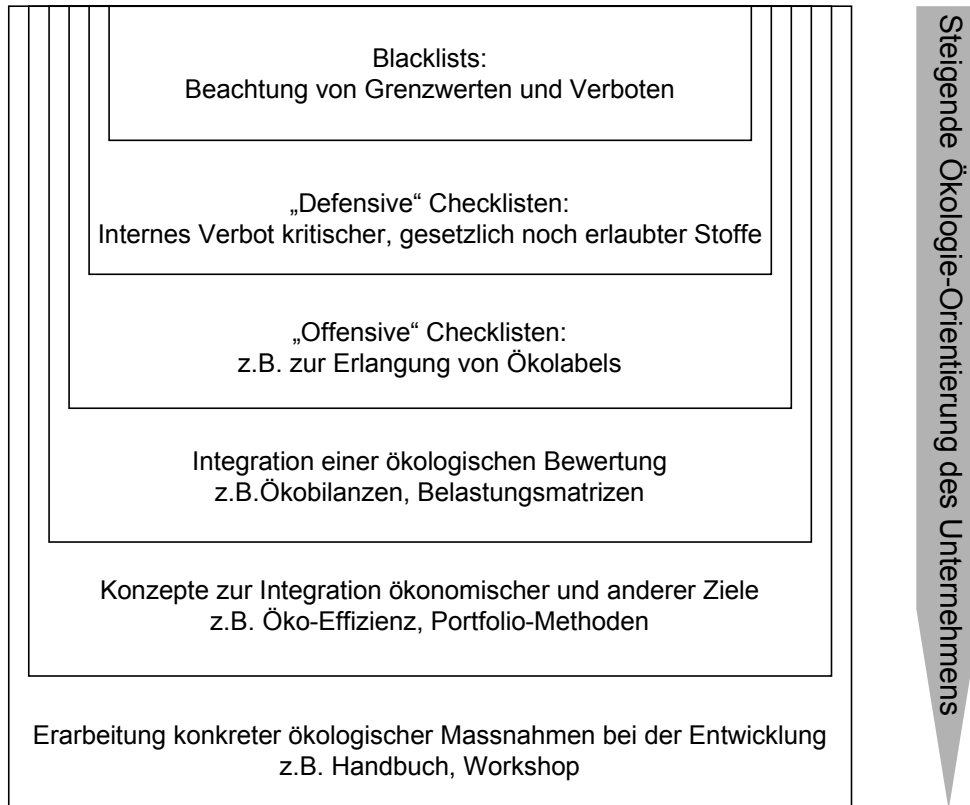 Blacklists:
Beachtung von Grenzwerten und Verboten
„Defensive“ Checklisten:
Internes Verbot kritischer, gesetzlich noch erlaubter Stoffe
„Offensive“ Checklisten:
z.B. zur Erlangung von Ökolabels
Integration einer ökologischen Bewertung
z.B.Ökobilanzen, Belastungsmatrizen
Konzepte zur Integration ökonomischer und anderer Ziele
z.B. Öko-Effizienz, Portfolio-Methoden
Erarbeitung konkreter ökologischer Massnahmen bei der Entwicklung
z.B. Handbuch, Workshop
Steigende Ökologie-Orientierung des Unternehmens